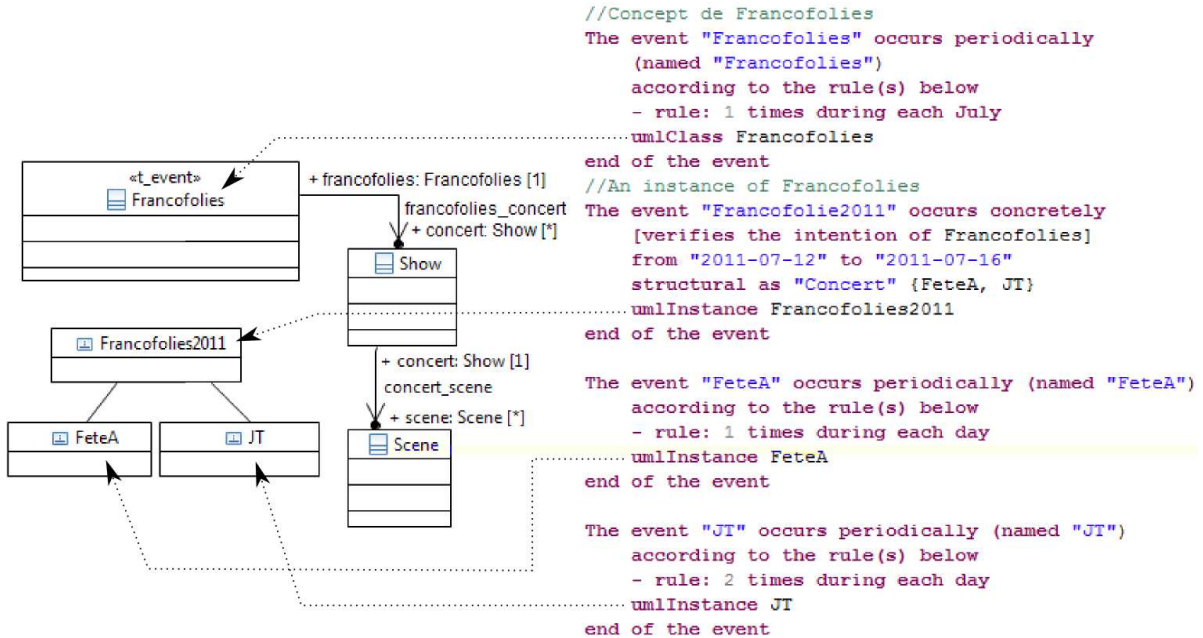 //Concept de Francofolies
The event "Francofolies" occurs periodically
(named "Francofolies")
according to the rule(s) below
- rule: 1 times during each July
umlClass Francofolies
end of the event
//An instance of Francofolies
The event "Francofolie2011" occurs concretely
[verifies the intention of Francofolies]
from "2011-07-12" to "2011-07-16"
structural as "Concert" {FeteA, JT}
umlInstance Francofolies2011
end of the event
The event "FeteA" occurs periodically (named "FeteA")
according to the rule(s) below
- rule: 1 times during each day
umlInstance FeteA
end of the event
The event "JT" occurs periodically (named "JT")
according to the rule(s) below
- rule: 2 times during each day
umlInstance JT
end of the event
«t_event»
Francofolies
+ francofolies: Francofolies [1]
francofolies_concert
+ concert: Show [*]
Show
+ concert: Show [1]
concert_scene
+ scene: Scene [*]
Scene
Francofolies2011
FeteA
JT